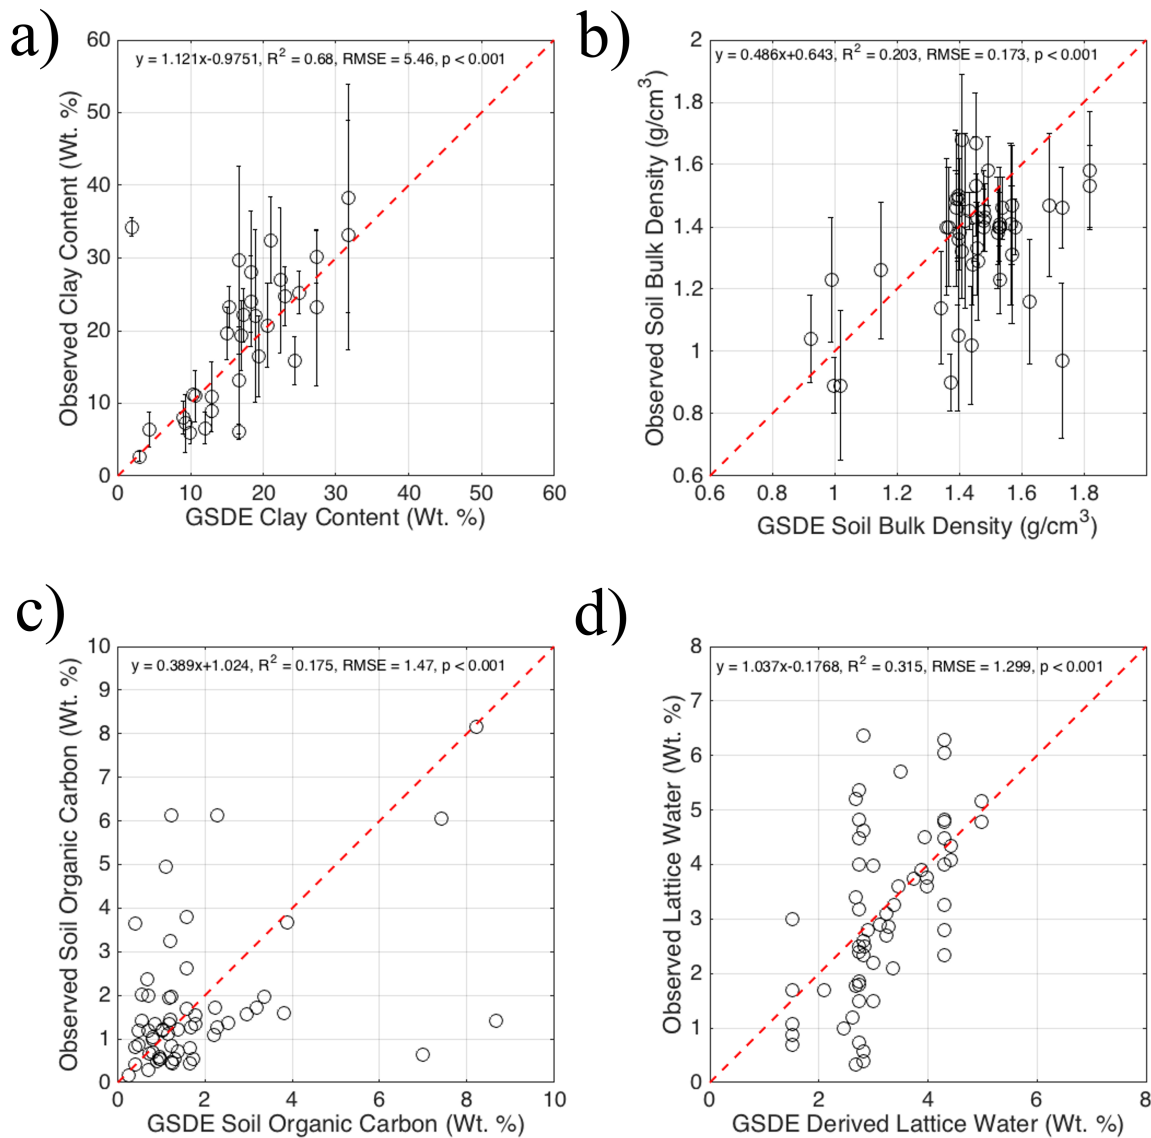 a)
y = 1.121x-0.9751, R² = 0.68, RMSE = 5.46, p < 0.001
Observed Clay Content (Wt. %)
60
50
40
30
20
10
0
0 10 20 30 40 50 60
GSDE Clay Content (Wt. %)
b)
y = 0.486x+0.643, R² = 0.203, RMSE = 0.173, p < 0.001
Observed Soil Bulk Density (g/cm³)
2
1.8
1.6
1.4
1.2
1
0.8
0.6
0.6 0.8 1 1.2 1.4 1.6 1.8
GSDE Soil Bulk Density (g/cm³)
c)
y = 0.389x+1.024, R² = 0.175, RMSE = 1.47, p < 0.001
Observed Soil Organic Carbon (Wt. %)
10
9
8
7
6
5
4
3
2
1
0
0 2 4 6 8 10
GSDE Soil Organic Carbon (Wt. %)
d)
y = 1.037x-0.1768, R² = 0.315, RMSE = 1.299, p < 0.001
Observed Lattice Water (Wt. %)
8
7
6
5
4
3
2
1
0
0 2 4 6 8
GSDE Derived Lattice Water (Wt. %)